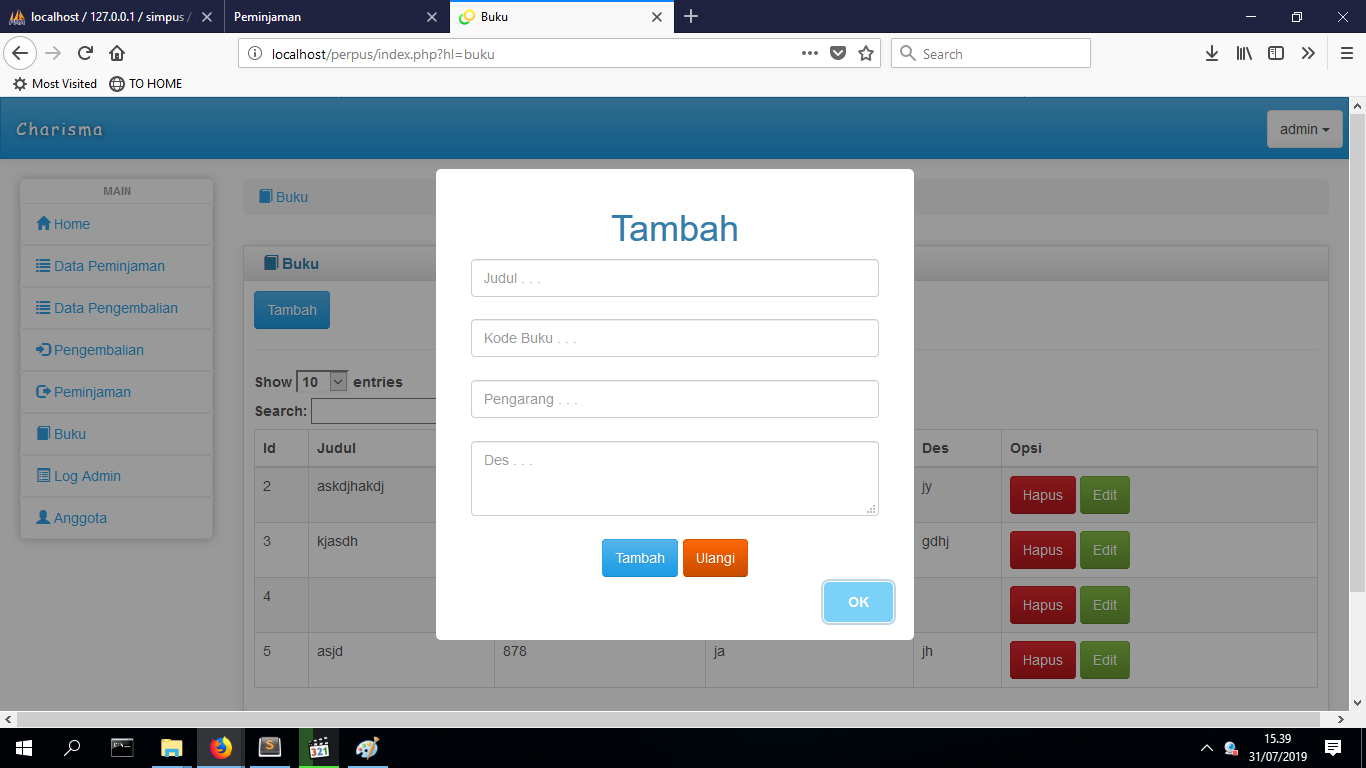 localhost / 127.0.0.1 / simpus /
Peminjaman
Buku
localhost/perpus/index.php?hl=buku
Search
Most Visited
TO HOME
Charisma
admin
MAIN
Home
Data Peminjaman
Data Pengembalian
Pengembalian
Peminjaman
Buku
Log Admin
Anggota
Buku
Buku
Tambah
Show 10 entries
Search:
Id Judul Des Opsi
2 askdjhakdj jy Hapus Edit
3 kjasdh gdhj Hapus Edit
4 Hapus Edit
5 asjd 878 ja jh Hapus Edit
Tambah
Judul . . .
Kode Buku . . .
Pengarang . . .
Des . . .
Tambah Ulangi
OK
321
15.39
31/07/2019